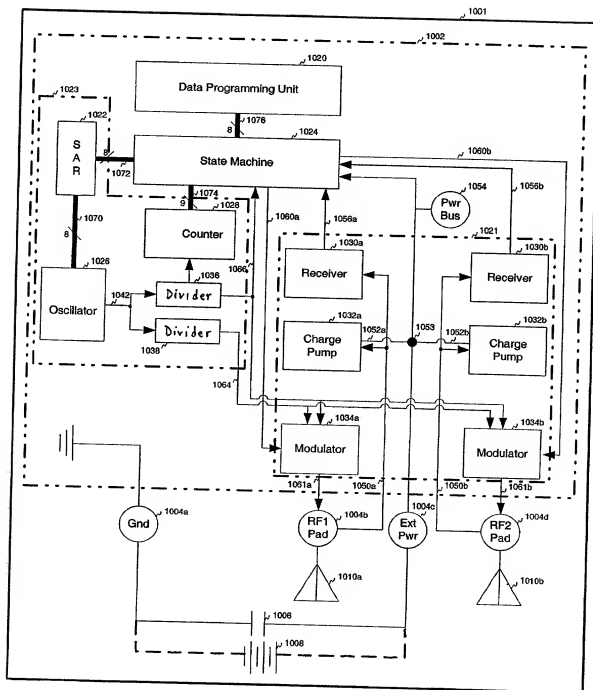 1001
1002
1020
Data Programming Unit
1023
1022
SAR
8
1076
1024
State Machine
8
1072
1060b
1074
9
1028
Counter
1060a
1056a
1054
Pwr Bus
1056b
1070
8
1066
1021
1030a
Receiver
1030b
Receiver
1026
Oscillator
1042
1036
Divider
1032a
Charge Pump
1052a
1053
1052b
1032b
Charge Pump
Divider
1038
1064
1034a
Modulator
1034b
Modulator
1061a
1050a
1050b
1061b
1004a
Gnd
1004b
RF1 Pad
1004c
Ext Pwr
1004d
RF2 Pad
1010a
1010b
1006
1008